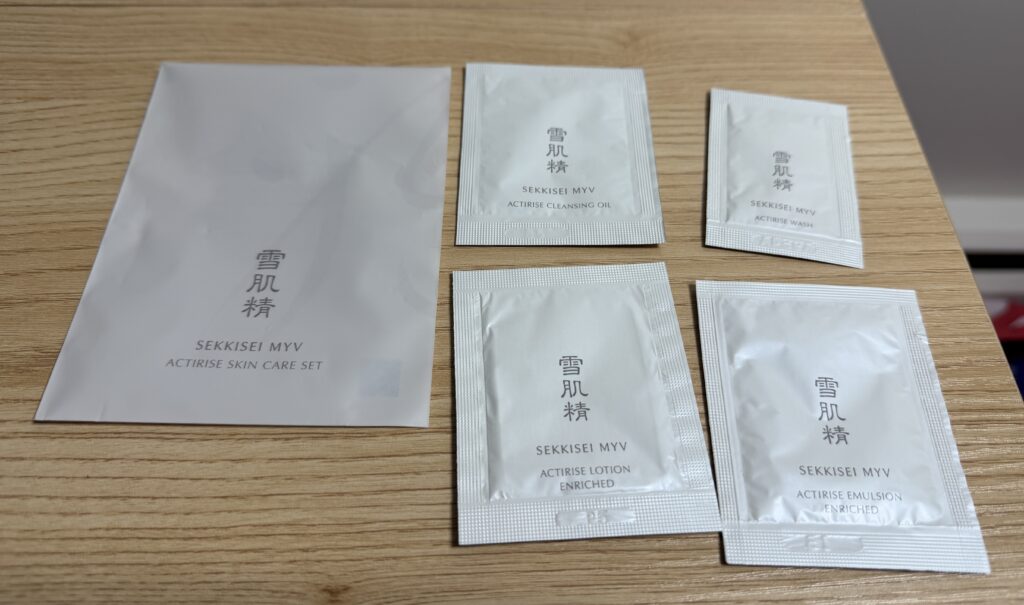 雪肌精
SEKKISEI MYV
ACTIRISE SKIN CARE SET
雪肌精
SEKKISEI MYV
ACTIRISE CLEANSING OIL
雪肌精
SEKKISEI MYV
ACTIRISE WASH
雪肌精
SEKKISEI MYV
ACTIRISE LOTION
ENRICHED
雪肌精
SEKKISEI MYV
ACTIRISE EMULSION
ENRICHED